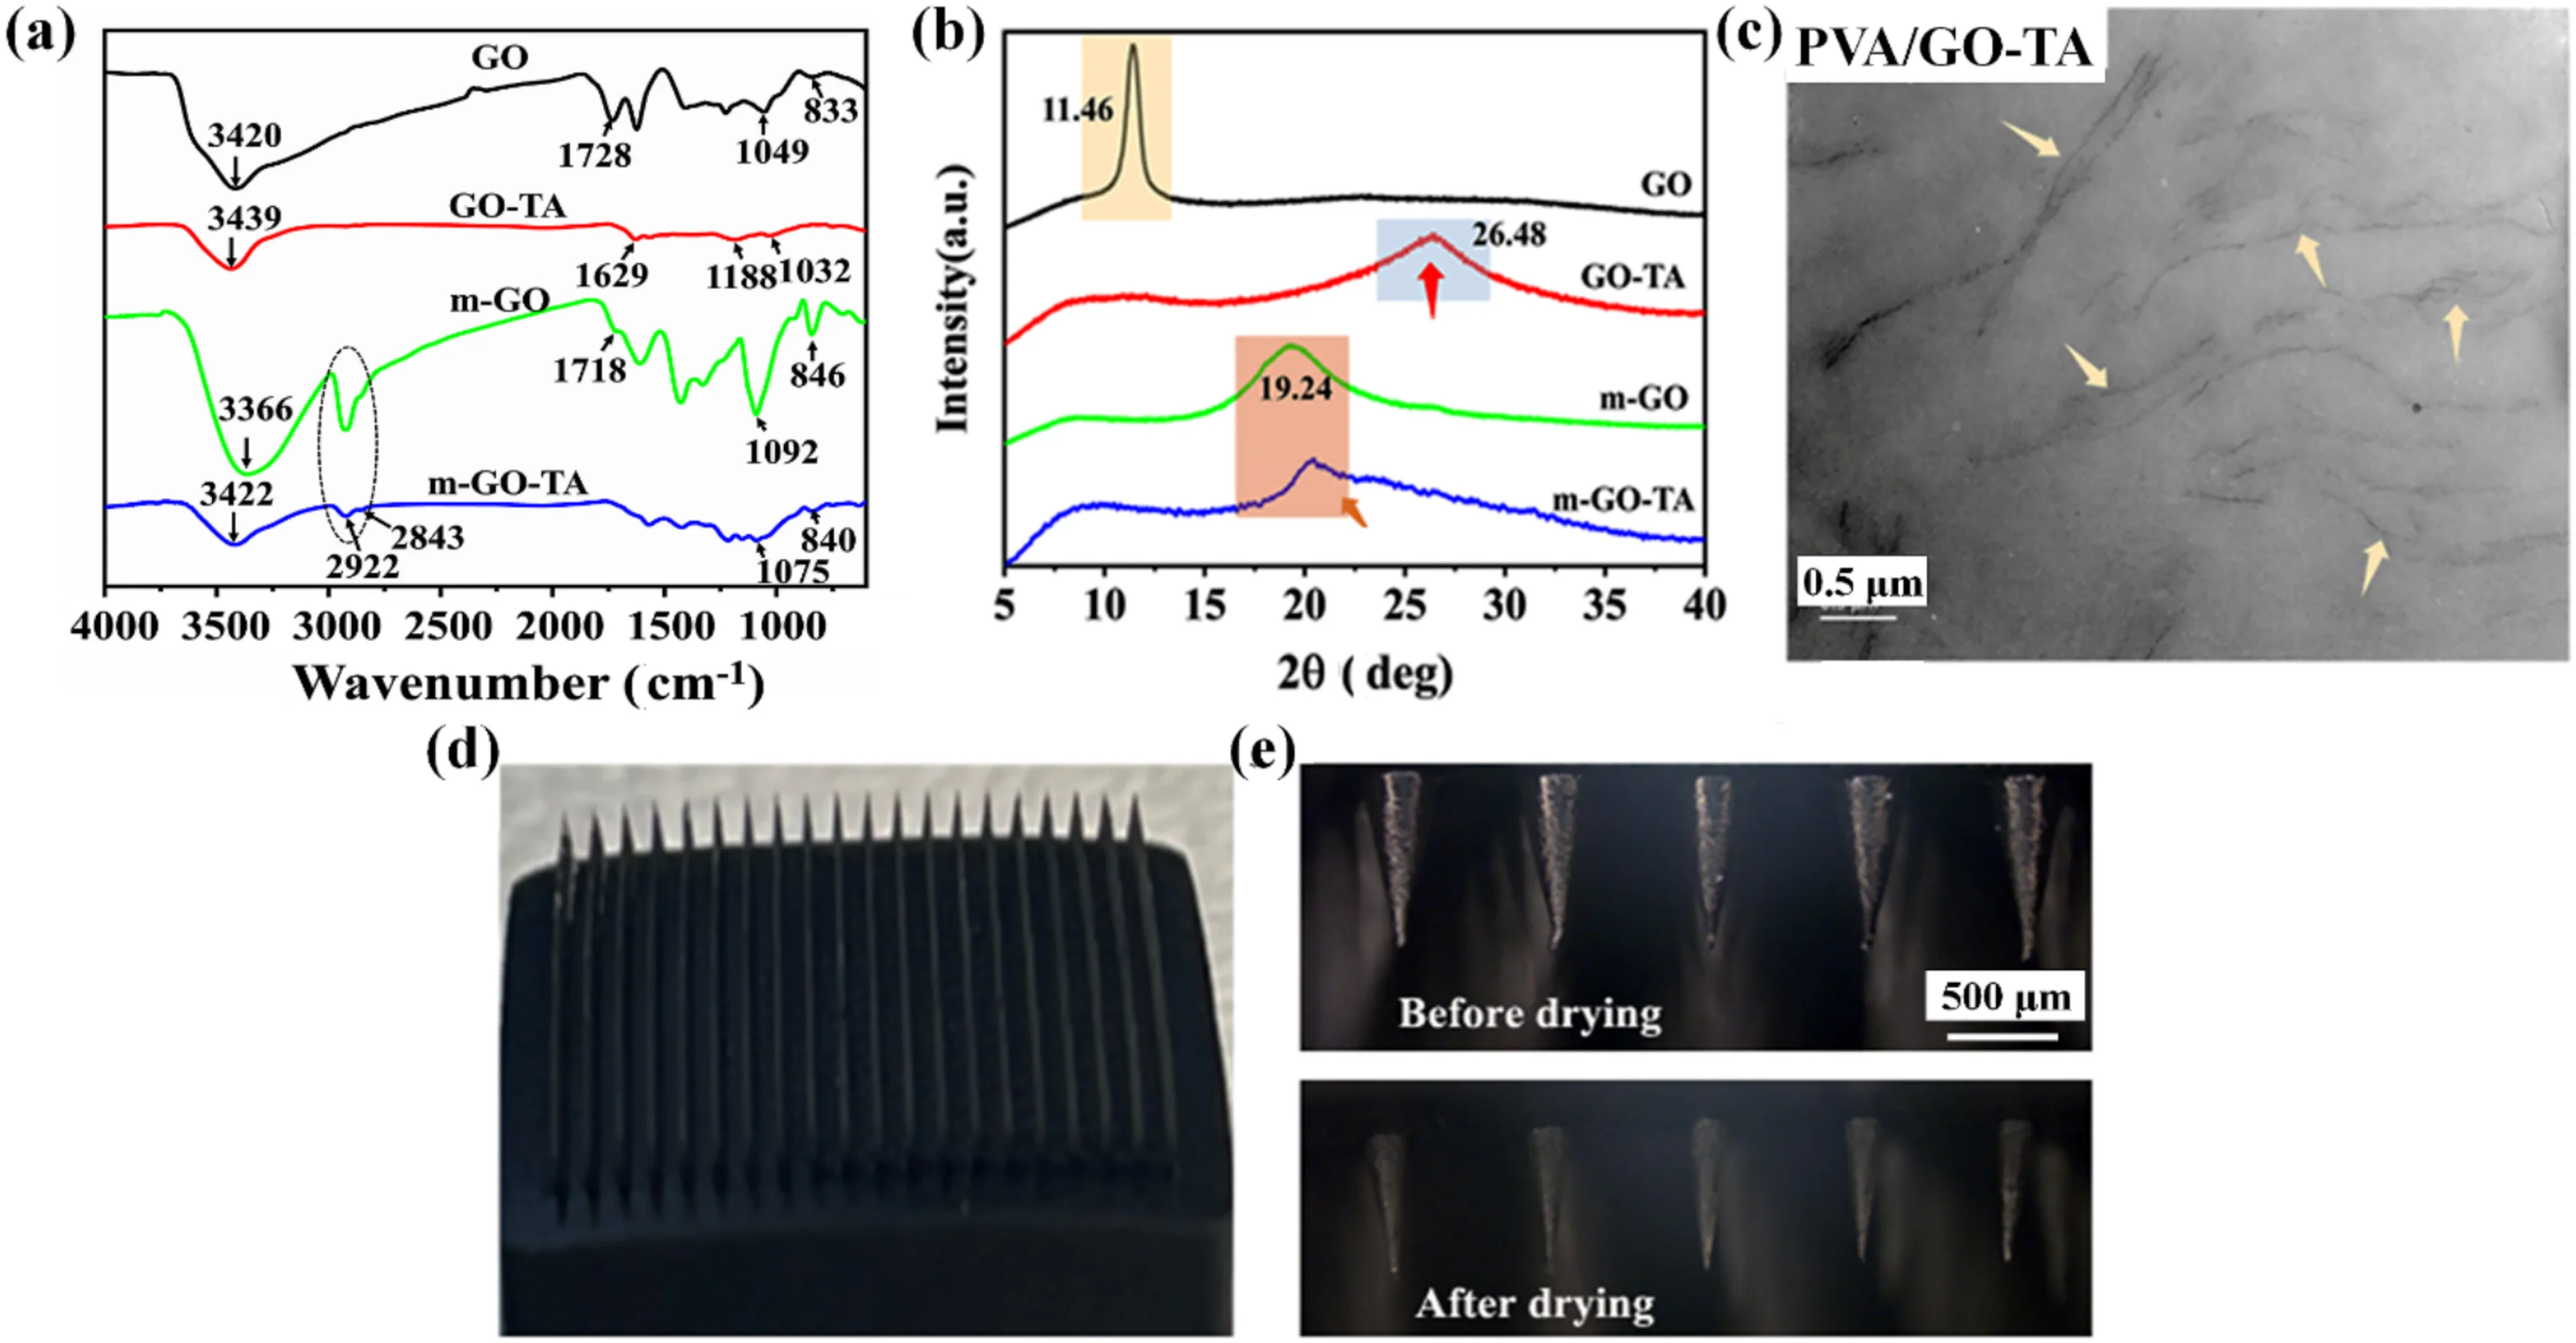 (a)
GO
3420
1728
1049
833
GO-TA
3439
1629
1188
1032
m-GO
3366
1718
1092
846
m-GO-TA
3422
2922
2843
1075
840
4000 3500 3000 2500 2000 1500 1000
Wavenumber (cm⁻¹)
(b)
Intensity(a.u.)
11.46
GO
26.48
GO-TA
19.24
m-GO
m-GO-TA
5 10 15 20 25 30 35 40
2θ ( deg)
(c)
PVA/GO-TA
0.5 μm
(d)
(e)
Before drying
500 μm
After drying